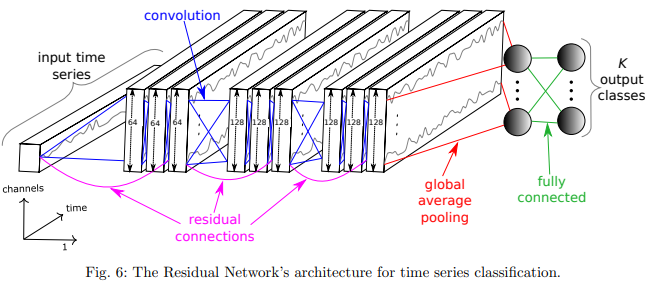 convolution
input time
series
64
64
64
128
128
128
128
128
128
K
output
classes
channels
time
1
residual
connections
global
average
pooling
fully
connected
Fig. 6: The Residual Network's architecture for time series classification.